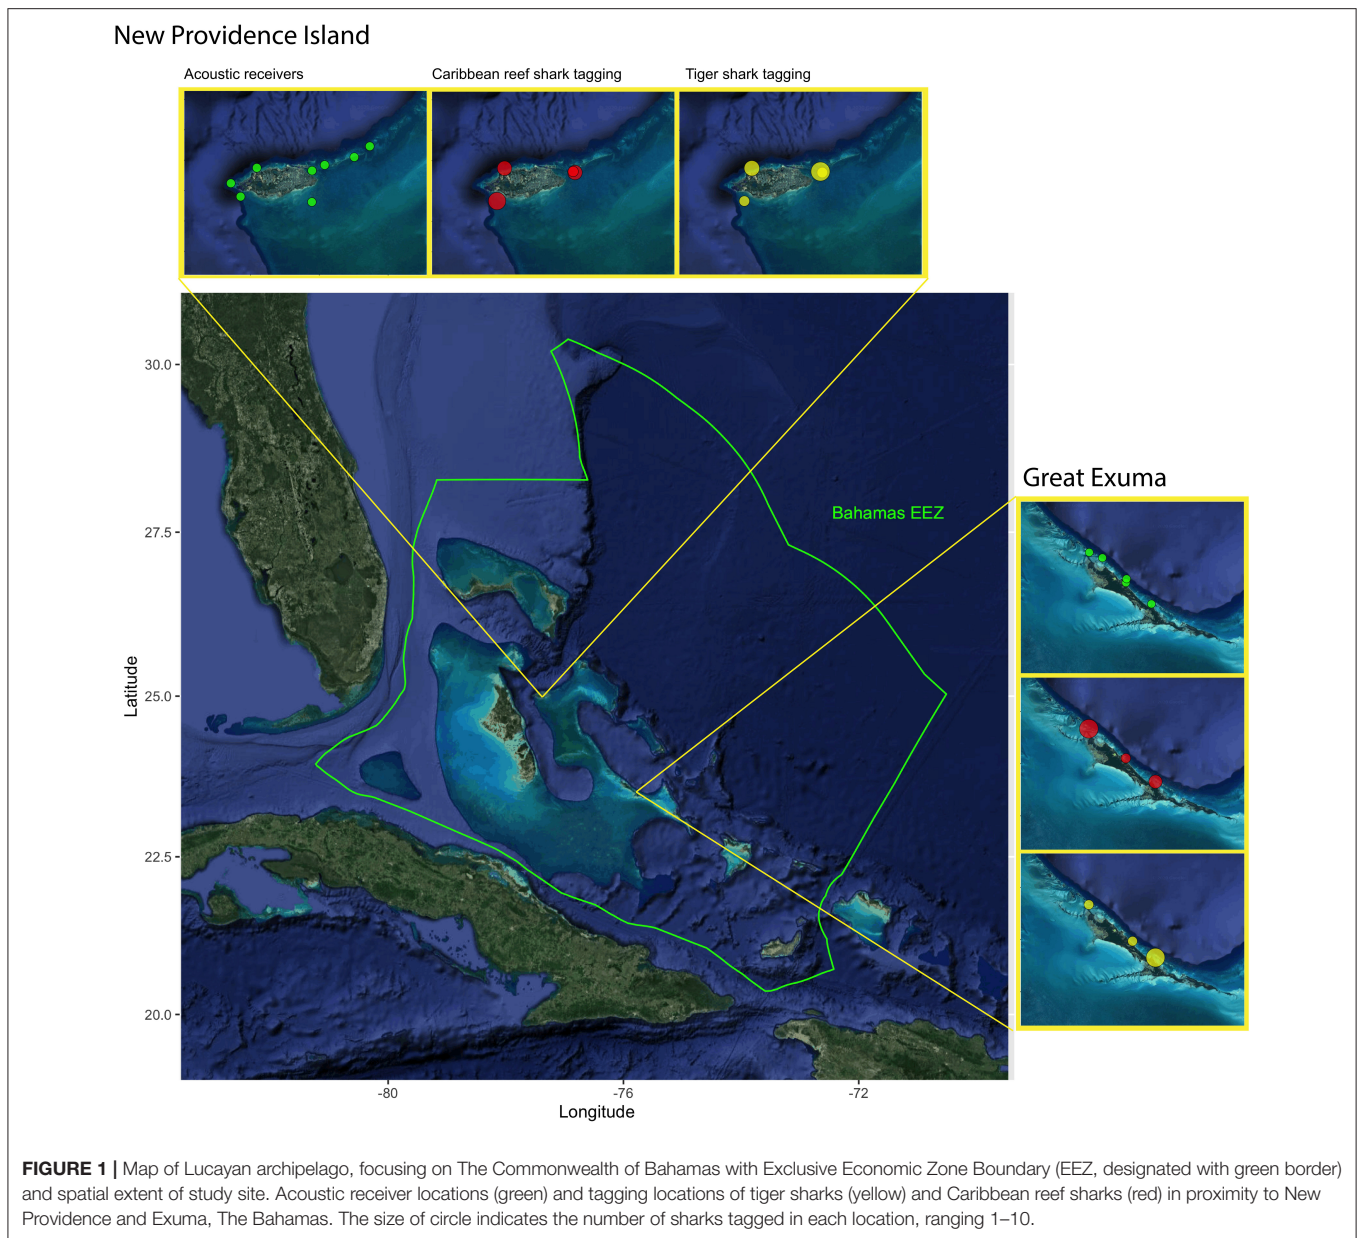 New Providence Island
Acoustic receivers
Caribbean reef shark tagging
Tiger shark tagging
30.0
27.5
25.0
22.5
20.0
Latitude
Bahamas EEZ
Great Exuma
-80
-76
-72
Longitude
FIGURE 1 | Map of Lucayan archipelago, focusing on The Commonwealth of Bahamas with Exclusive Economic Zone Boundary (EEZ, designated with green border)
and spatial extent of study site. Acoustic receiver locations (green) and tagging locations of tiger sharks (yellow) and Caribbean reef sharks (red) in proximity to New
Providence and Exuma, The Bahamas. The size of circle indicates the number of sharks tagged in each location, ranging 1–10.